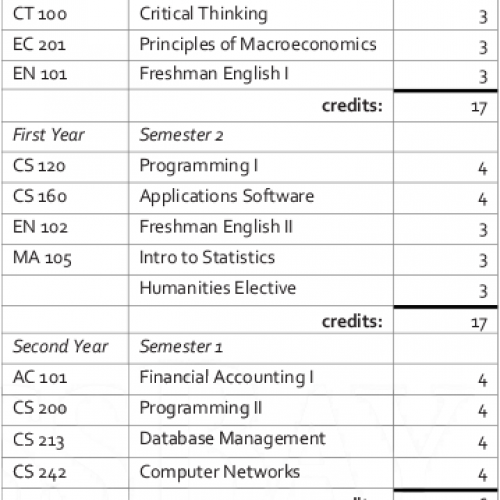 CT 100 Critical Thinking 3
EC 201 Principles of Macroeconomics 3
EN 101 Freshman English I 3
credits: 17
First Year Semester 2
CS 120 Programming I 4
CS 160 Applications Software 4
EN 102 Freshman English II 3
MA 105 Intro to Statistics 3
Humanities Elective 3
credits: 17
Second Year Semester 1
AC 101 Financial Accounting I 4
CS 200 Programming II 4
CS 213 Database Management 4
CS 242 Computer Networks 4